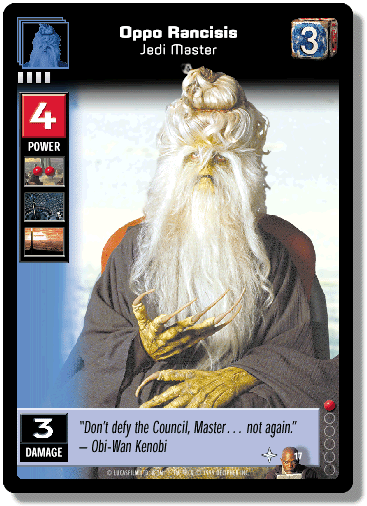 Oppo Rancisis
Jedi Master
3
4
POWER
3
DAMAGE
"Don't defy the Council, Master... not again."
– Obi-Wan Kenobi
17